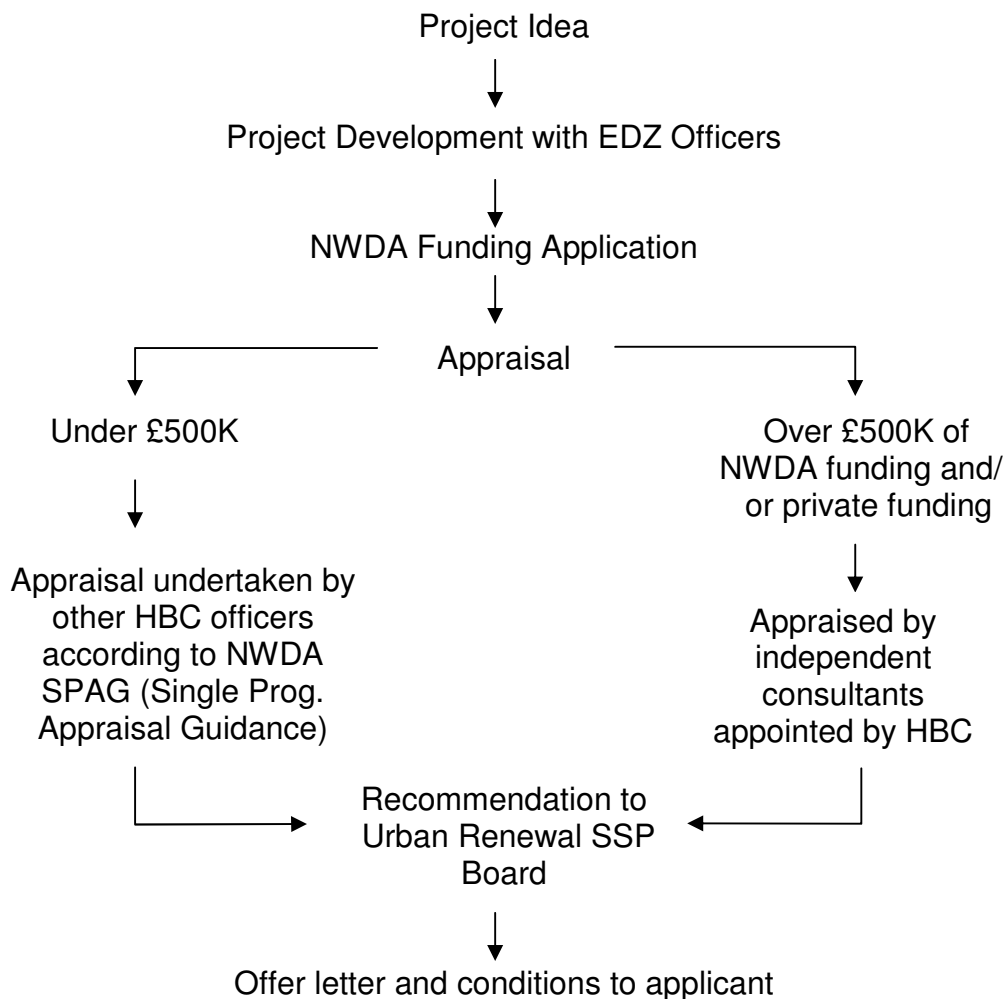 Project Idea
Project Development with EDZ Officers
NWDA Funding Application
Appraisal
Under £500K
Appraisal undertaken by
other HBC officers
according to NWDA
SPAG (Single Prog.
Appraisal Guidance)
Over £500K of
NWDA funding and/
or private funding
Appraised by
independent
consultants
appointed by HBC
Recommendation to
Urban Renewal SSP
Board
Offer letter and conditions to applicant